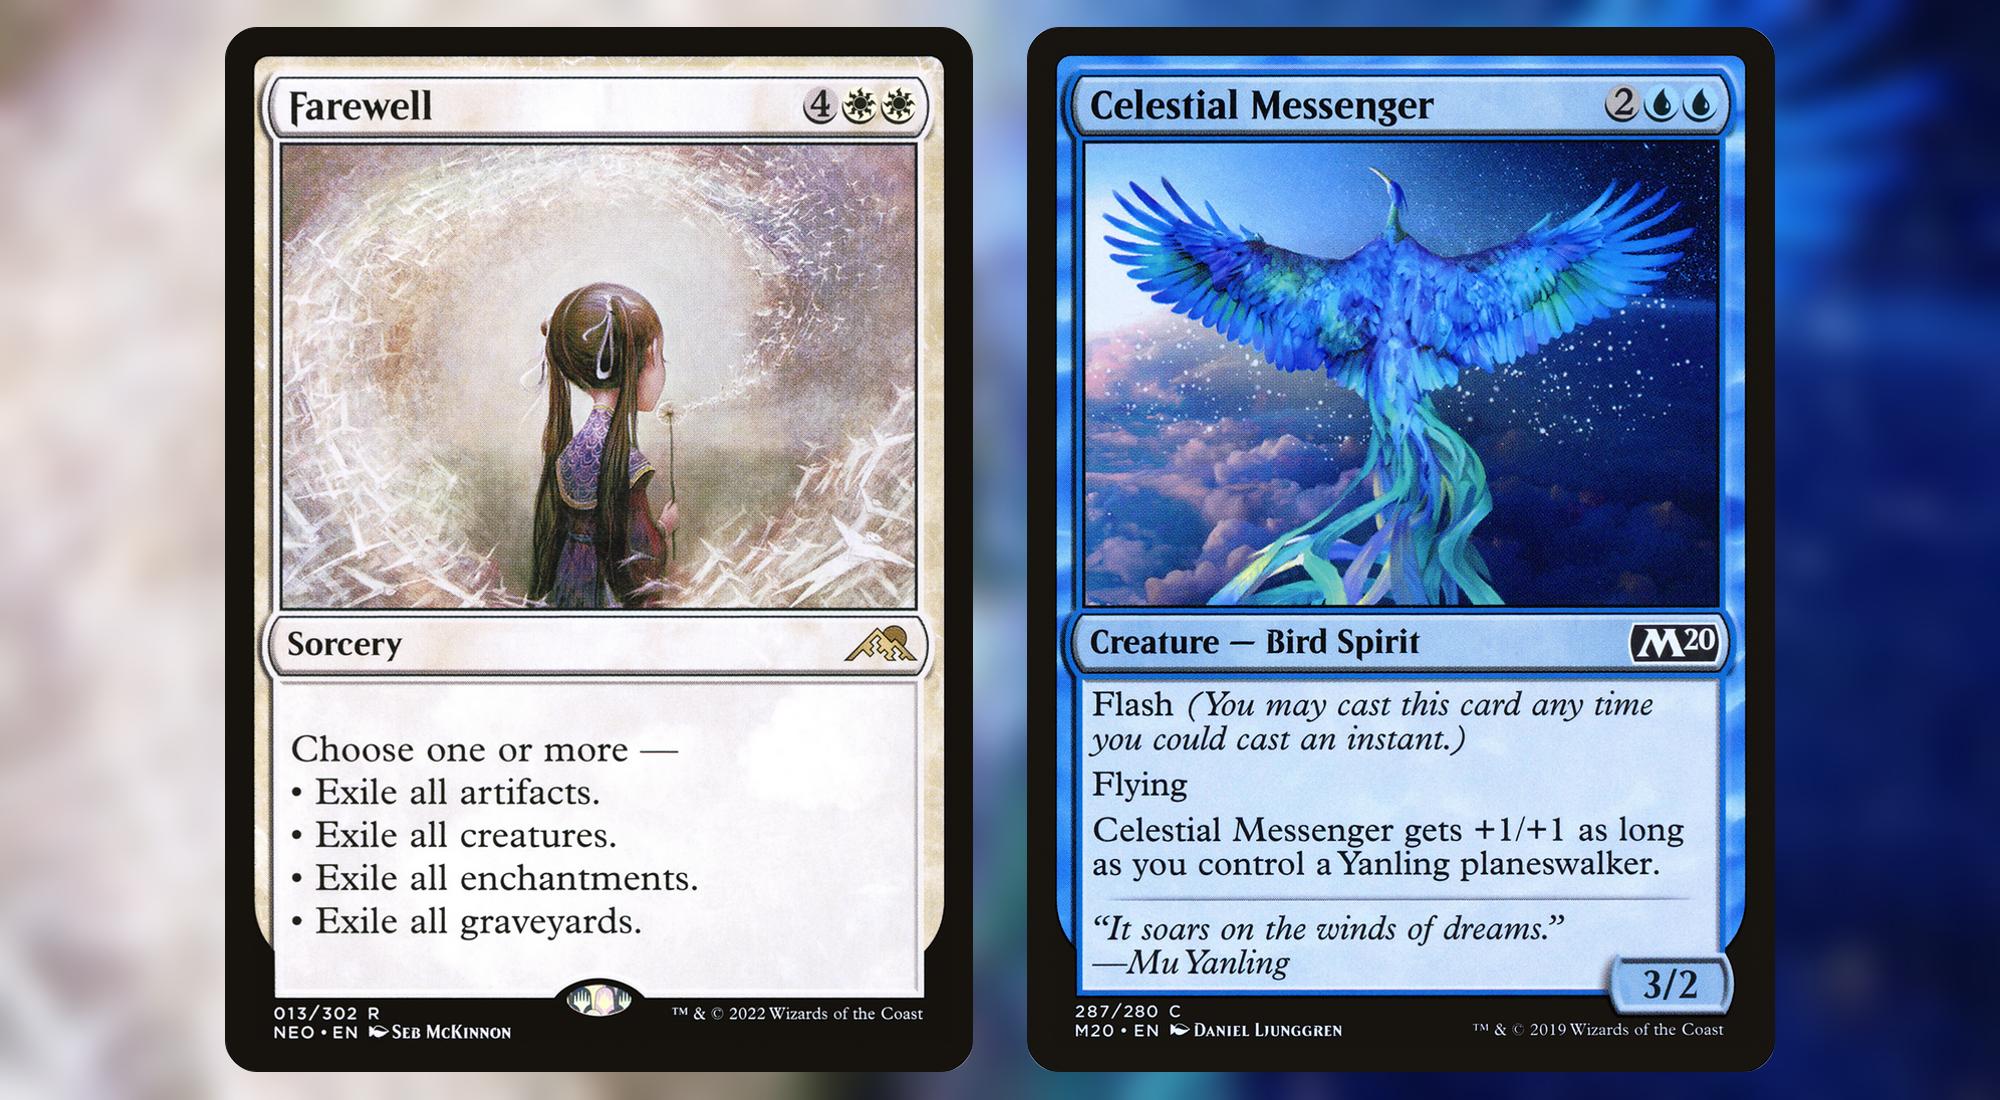 Farewell 4
Sorcery
Choose one or more —
• Exile all artifacts.
• Exile all creatures.
• Exile all enchantments.
• Exile all graveyards.
013/302 R
NEO • EN Seb McKinnon
™ & © 2022 Wizards of the Coast
Celestial Messenger 2
Creature — Bird Spirit M20
Flash (You may cast this card any time
you could cast an instant.)
Flying
Celestial Messenger gets +1/+1 as long
as you control a Yanling planeswalker.
“It soars on the winds of dreams.”
—Mu Yanling
3/2
287/280 C
M20 • EN Daniel Ljunggren
™ & © 2019 Wizards of the Coast